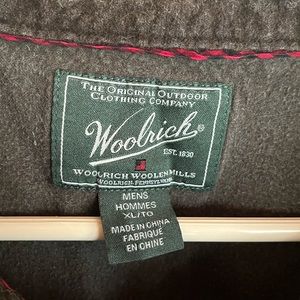 THE ORIGINAL OUTDOOR
CLOTHING COMPANY
Woolrich®
EST. 1830
WOOLRICH WOOLEN MILLS
WOOLRICH, PENNSYLVANIA
MENS
HOMMES
XL/TG
MADE IN CHINA
FABRIQUÉ
EN CHINE